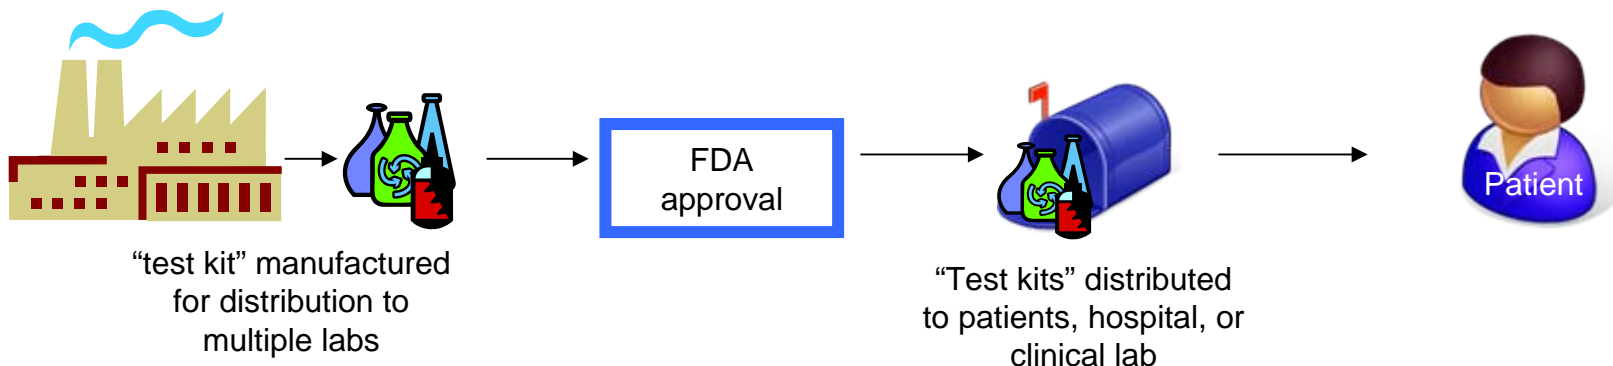 “test kit” manufactured
for distribution to
multiple labs
FDA
approval
“Test kits” distributed
to patients, hospital, or
clinical lab
Patient